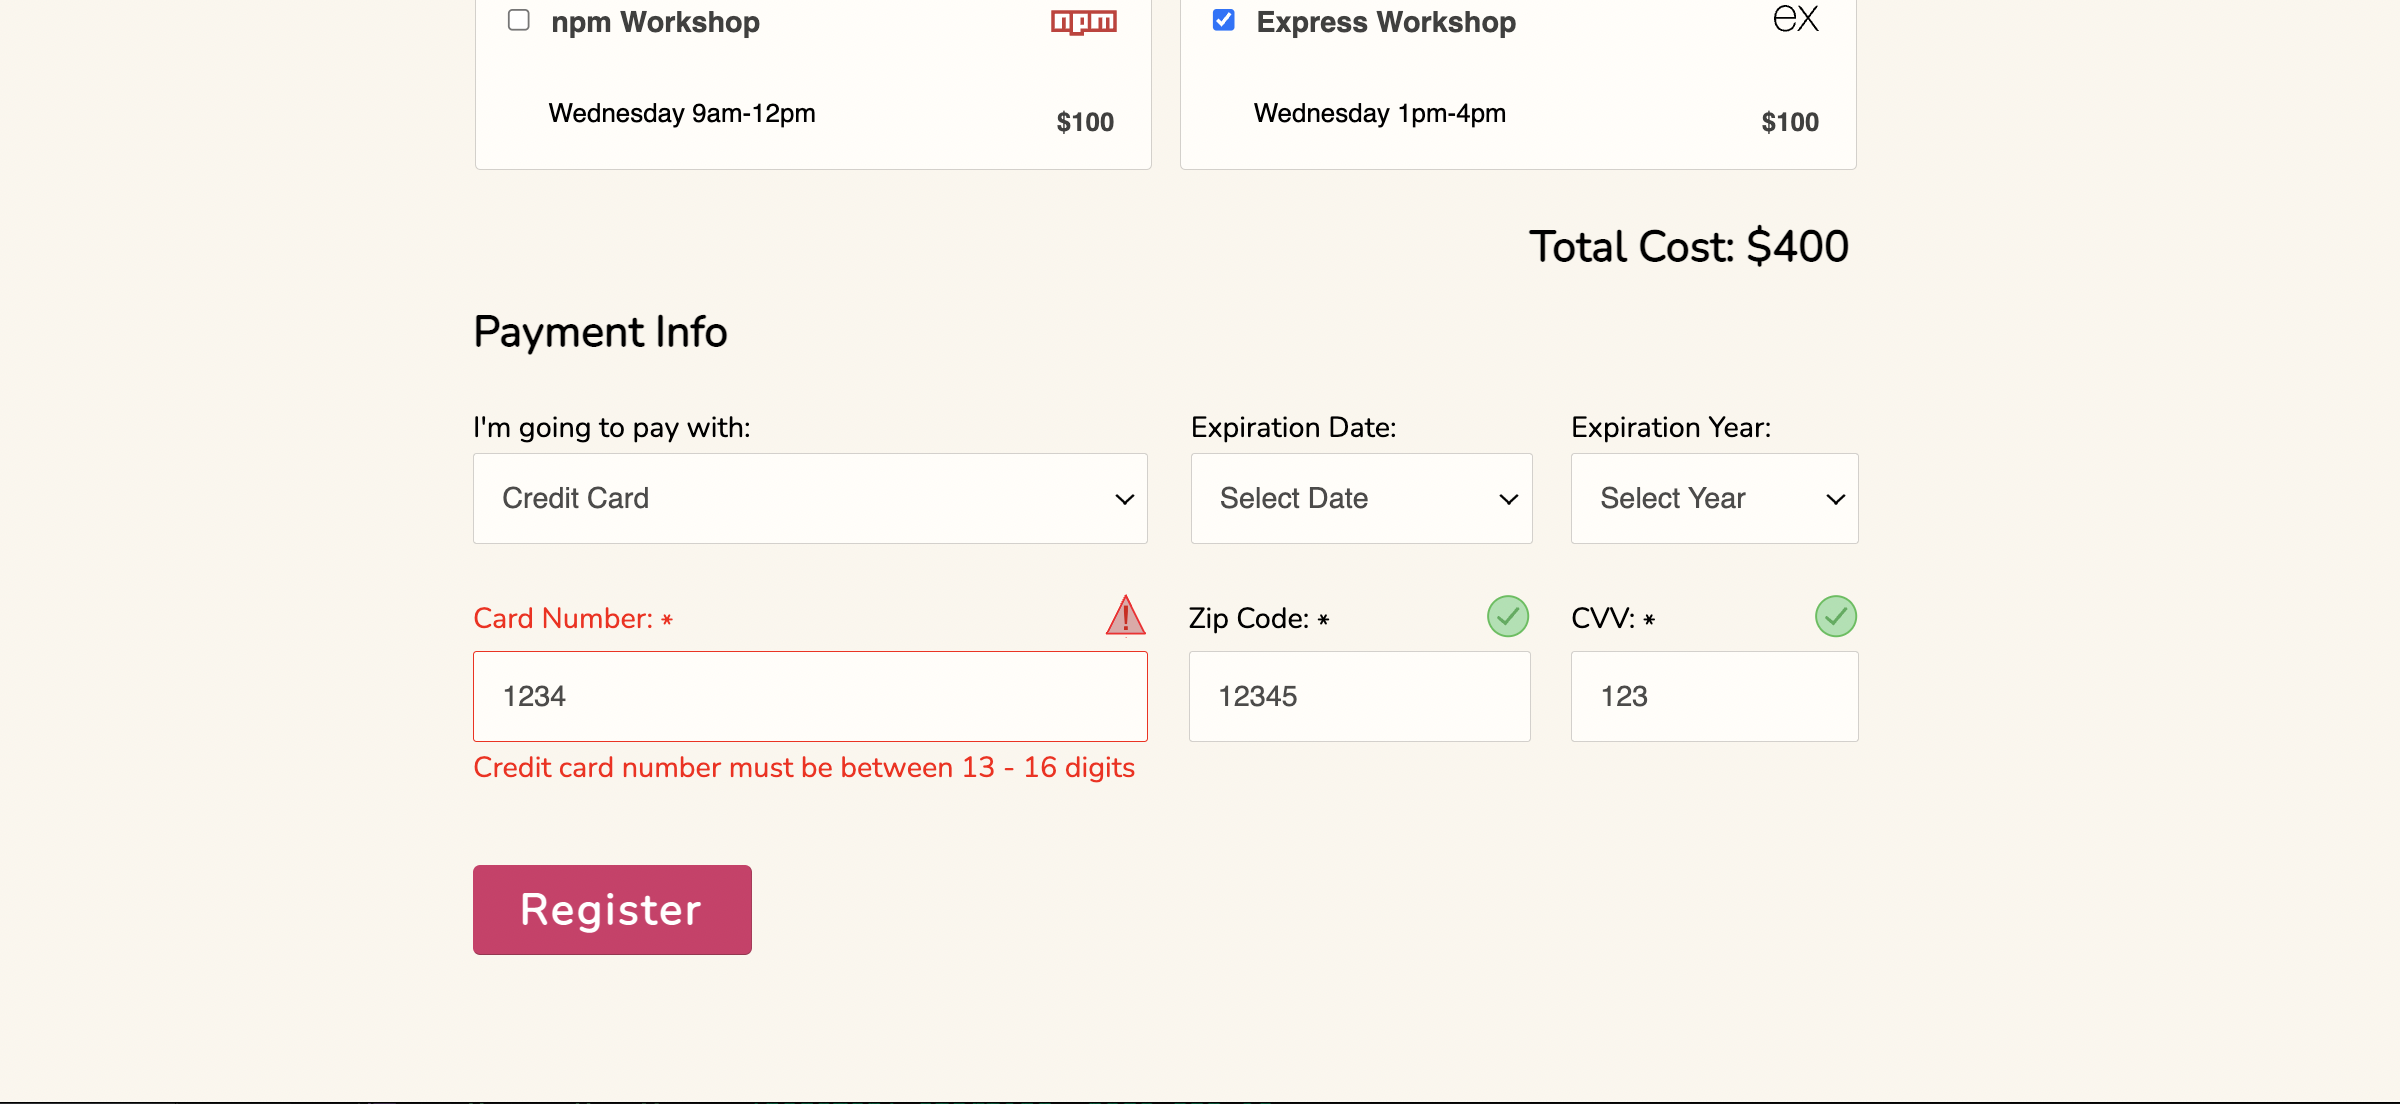 npm Workshop
npm
Wednesday 9am-12pm
$100
Express Workshop
ex
Wednesday 1pm-4pm
$100
Total Cost: $400
Payment Info
I'm going to pay with:
Credit Card
Expiration Date:
Select Date
Expiration Year:
Select Year
Card Number: *
1234
Credit card number must be between 13 - 16 digits
Zip Code: *
12345
CVV: *
123
Register